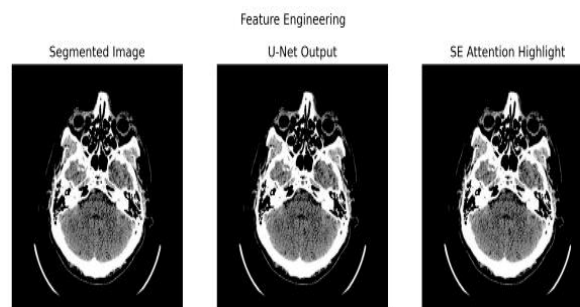 Feature Engineering
Segmented Image
U-Net Output
SE Attention Highlight